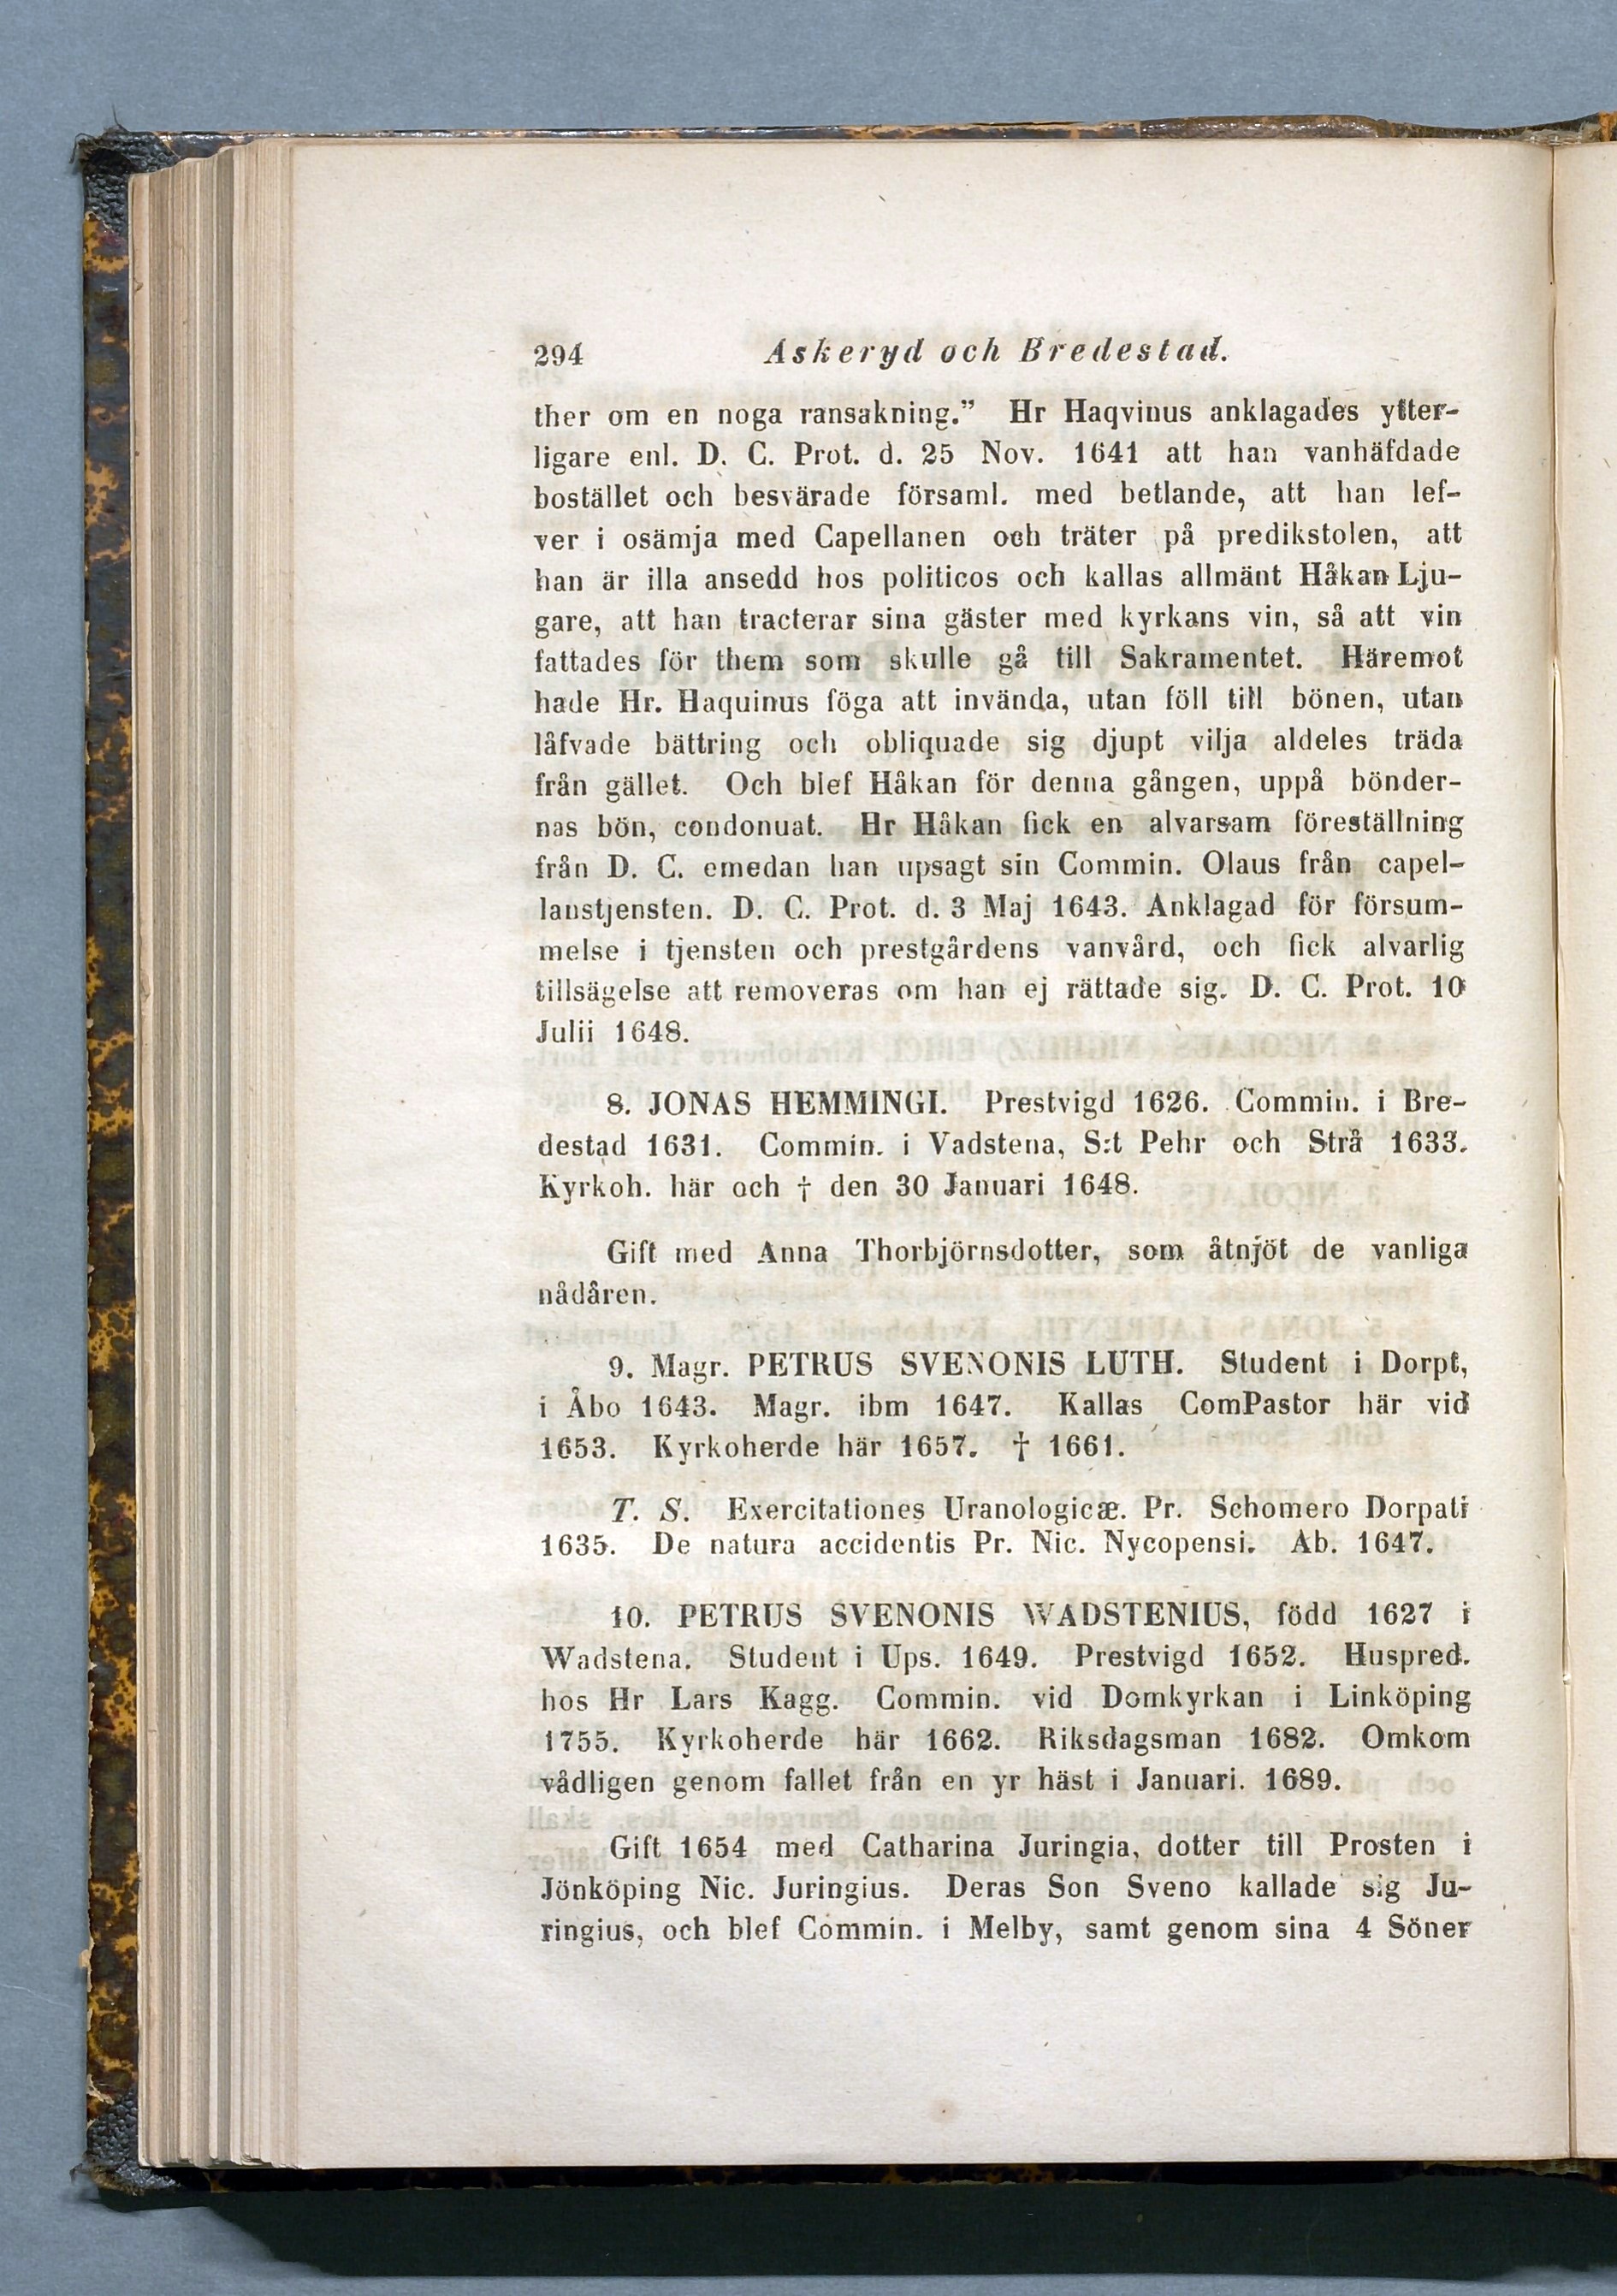 294 Askeryd och Bredestad.
ther om en noga ransakning.” Hr Haqvinus anklagades ytter-
ligare enl. D. C. Prot. d. 25 Nov. 1641 att han vanhäfdade
bostället och besvärade församl. med betlande, att han lef-
ver i osämja med Capellanen och träter på predikstolen, att
han är illa ansedd hos politicos och kallas allmänt Håkan Lju-
gare, att han tracterar sina gäster med kyrkans vin, så att vin
fattades för them som skulle gå till Sakramentet. Häremot
hade Hr. Haquinus föga att invända, utan föll till bönen, utan
låfvade bättring och obliquade sig djupt vilja aldeles träda
från gället. Och blef Håkan för denna gången, uppå bönder-
nas bön, condonuat. Hr Håkan fick en alvarsam föreställning
från D. C. emedan han upsagt sin Commin. Olaus från capel-
lanstjensten. D. C. Prot. d. 3 Maj 1643. Anklagad för försum-
melse i tjensten och prestgårdens vanvård, och fick alvarlig
tillsägelse att removeras om han ej rättade sig. D. C. Prot. 10
Julii 1648.
8. JONAS HEMMINGI. Prestvigd 1626. Commin. i Bre-
destad 1631. Commin. i Vadstena, S:t Pehr och Strå 1633.
Kyrkoh. här och † den 30 Januari 1648.
Gift med Anna Thorbjörnsdotter, som åtnjöt de vanliga
nådåren.
9. Magr. PETRUS SVENONIS LUTH. Student i Dorpt,
i Åbo 1643. Magr. ibm 1647. Kallas ComPastor här vid
1653. Kyrkoherde här 1657. † 1661.
T. S. Exercitationes Uranologicæ. Pr. Schomero Dorpati
1635. De natura accidentis Pr. Nic. Nycopensi. Ab. 1647.
10. PETRUS SVENONIS WADSTENIUS, född 1627 i
Wadstena. Student i Ups. 1649. Prestvigd 1652. Huspred.
hos Hr Lars Kagg. Commin. vid Domkyrkan i Linköping
1755. Kyrkoherde här 1662. Riksdagsman 1682. Omkom
vådligen genom fallet från en yr häst i Januari. 1689.
Gift 1654 med Catharina Juringia, dotter till Prosten i
Jönköping Nic. Juringius. Deras Son Sveno kallade sig Ju-
ringius, och blef Commin. i Melby, samt genom sina 4 Söner